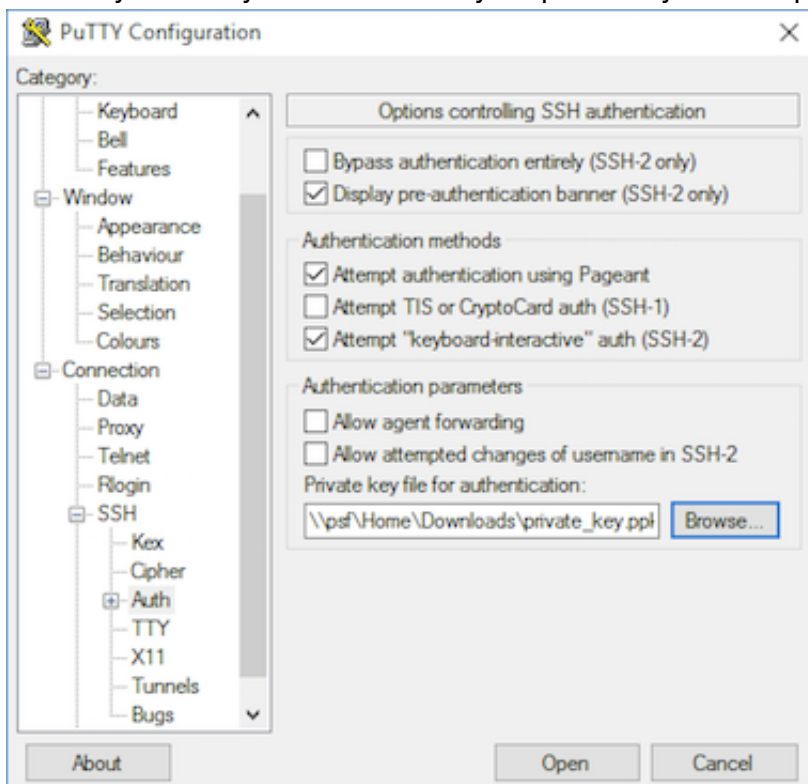 PuTTY Configuration
Category:
Keyboard
Bell
Features
Window
Appearance
Behaviour
Translation
Selection
Colours
Connection
Data
Proxy
Telnet
Rlogin
SSH
Kex
Cipher
Auth
TTY
X11
Tunnels
Bugs
Options controlling SSH authentication
Bypass authentication entirely (SSH-2 only)
Display pre-authentication banner (SSH-2 only)
Authentication methods
Attempt authentication using Pageant
Attempt TIS or CryptoCard auth (SSH-1)
Attempt "keyboard-interactive" auth (SSH-2)
Authentication parameters
Allow agent forwarding
Allow attempted changes of username in SSH-2
Private key file for authentication:
\\psf\Home\Downloads\private_key.ppk
Browse...
About
Open
Cancel